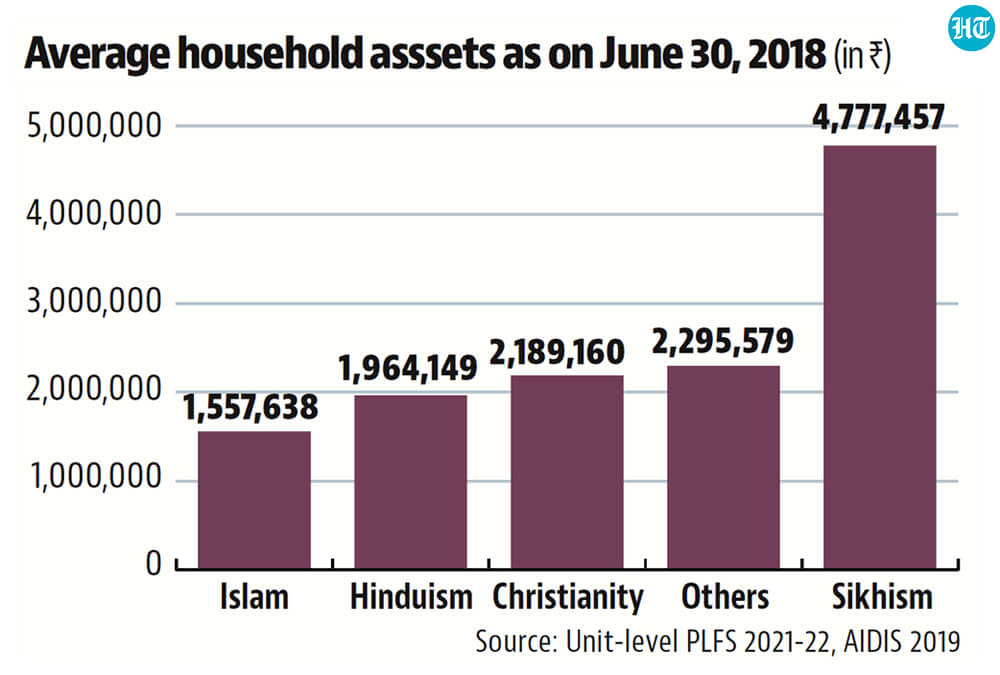 HT
Average household asssets as on June 30, 2018 (in ₹)
5,000,000
4,000,000
3,000,000
2,000,000
1,000,000
0
1,557,638
1,964,149
2,189,160
2,295,579
4,777,457
Islam Hinduism Christianity Others Sikhism
Source: Unit-level PLFS 2021-22, AIDIS 2019